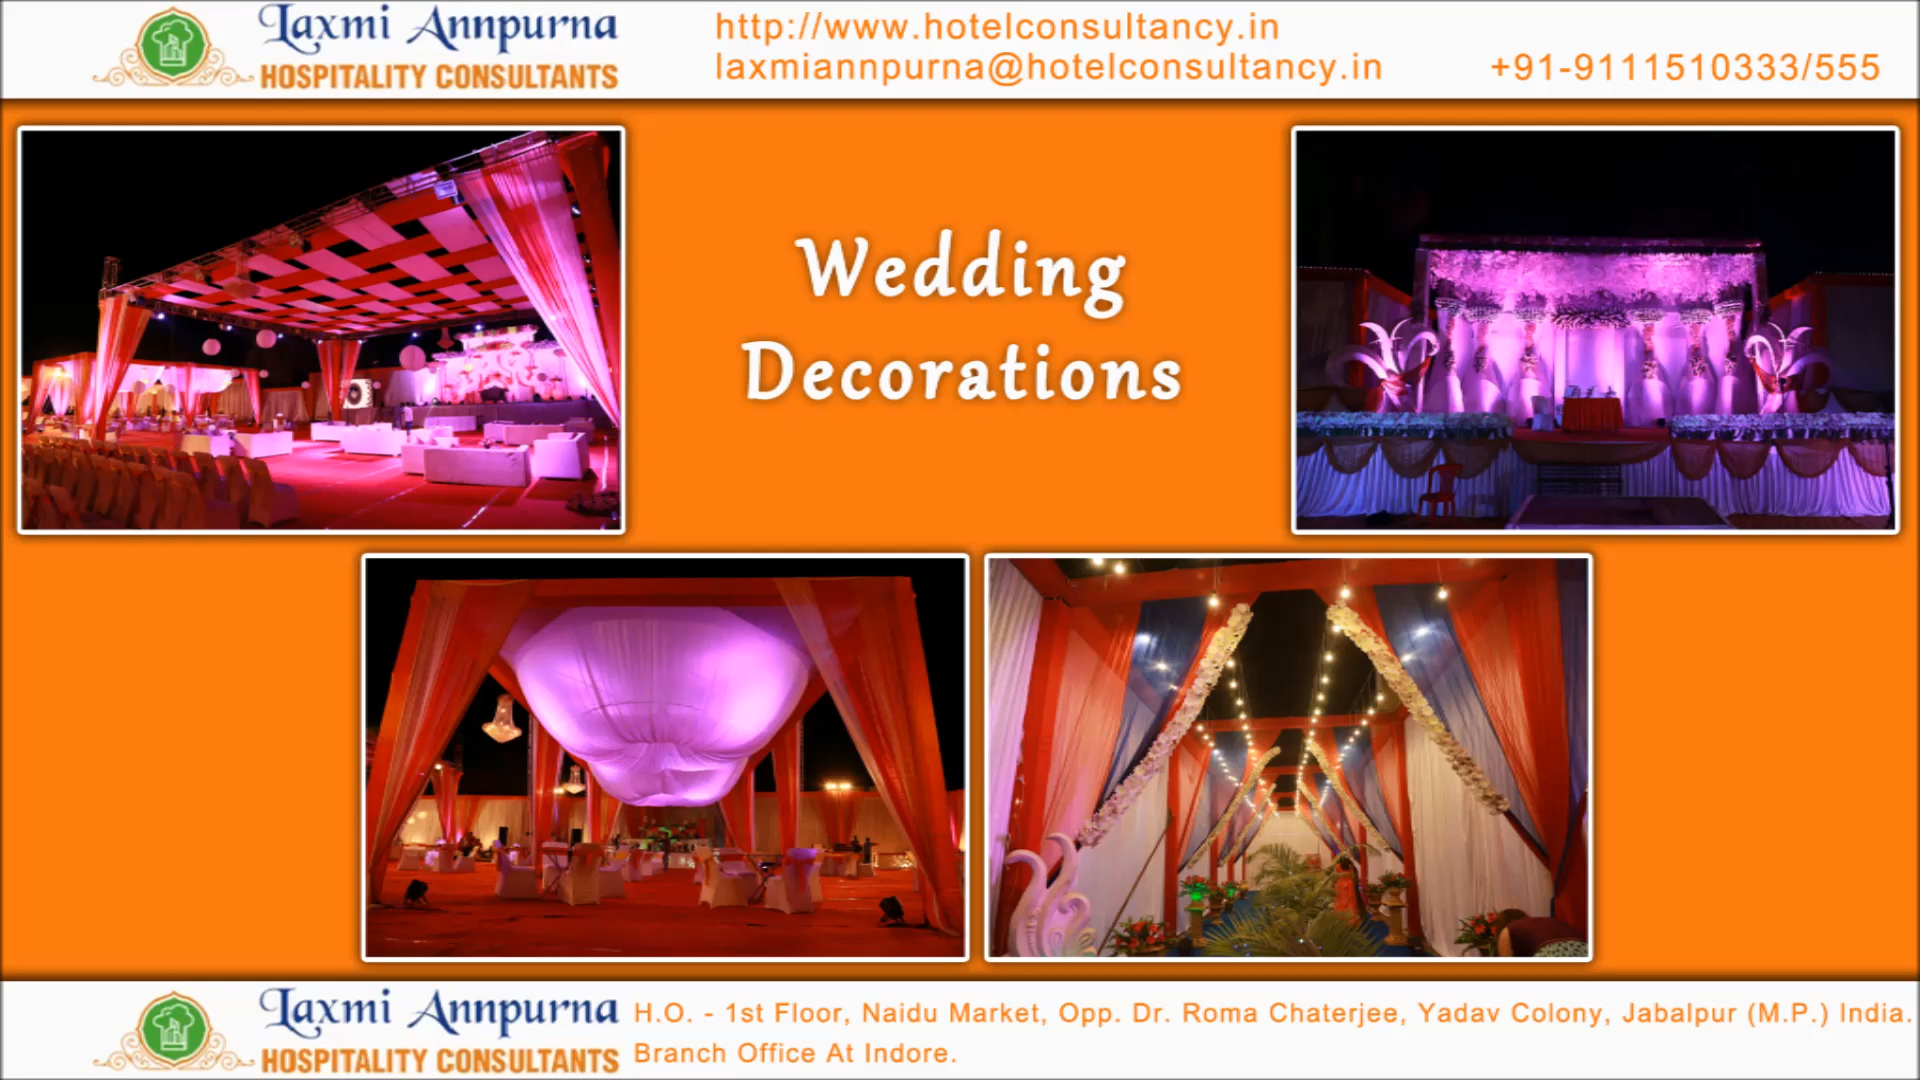 Laxmi Annpurna
HOSPITALITY CONSULTANTS
http://www.hotelconsultancy.in
laxmiannpurna@hotelconsultancy.in
+91-9111510333/555
Wedding
Decorations
Laxmi Annpurna
HOSPITALITY CONSULTANTS
H.O. - 1st Floor, Naidu Market, Opp. Dr. Roma Chaterjee, Yadav Colony, Jabalpur (M.P.) India.
Branch Office At Indore.